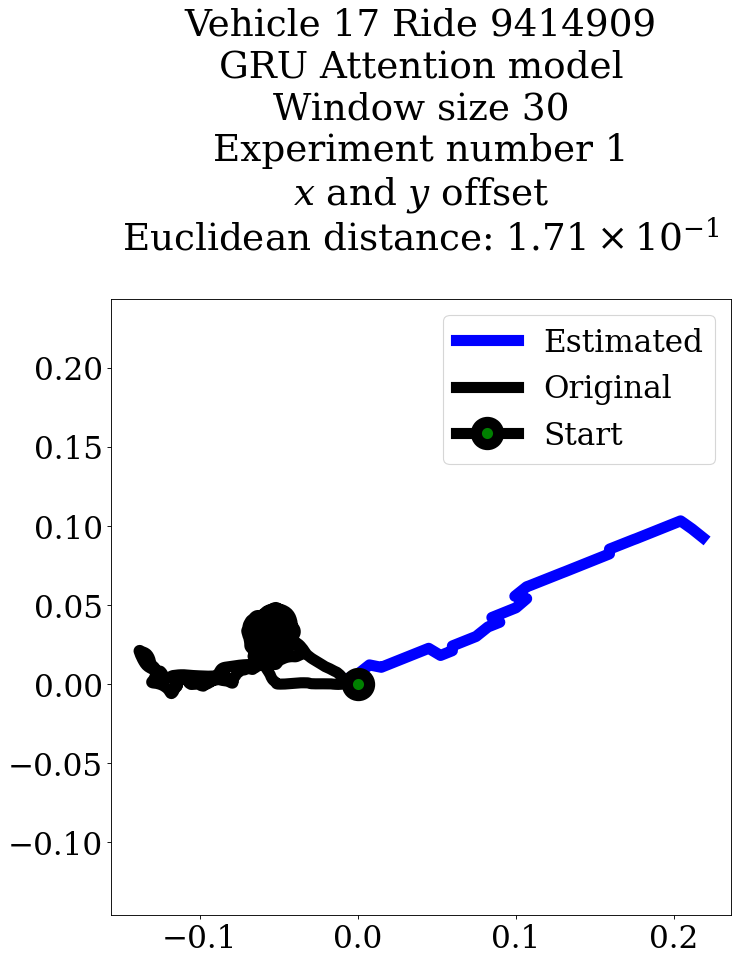 Vehicle 17 Ride 9414909
GRU Attention model
Window size 30
Experiment number 1
x and y offset
Euclidean distance: 1.71 × 10⁻¹
Estimated
Original
Start
0.20
0.15
0.10
0.05
0.00
−0.05
−0.10
−0.1 0.0 0.1 0.2